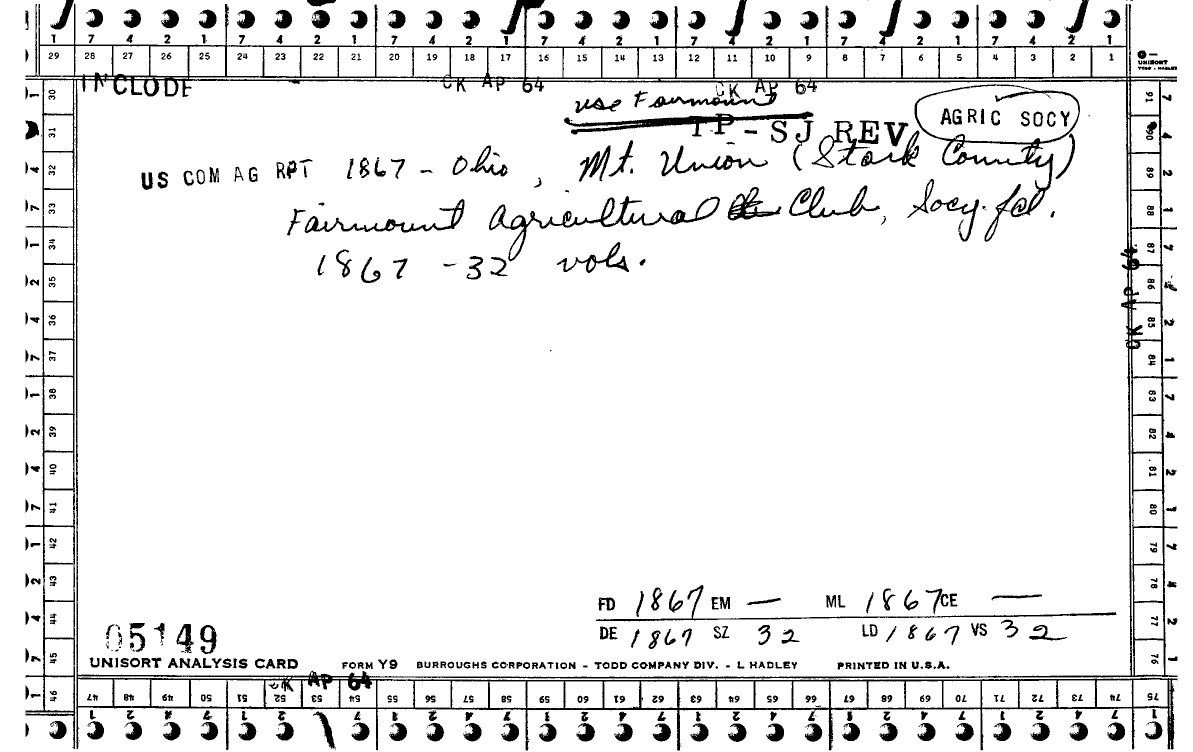 1 7 4 2 1 7 4 2 1 7 4 2 1 7 4 2 1 7 4 2 1 7 4 2 1 7 4 2 1
29 28 27 26 25 24 23 22 21 20 19 18 17 16 15 14 13 12 11 10 9 8 7 6 5 4 3 2 1
UNISORT
TODD - HADLEY
INCLODE CK AP 64 CK AP 64
use Fairmount
TP-SJ REV AGRIC SOCY
US COM AG RPT 1867 - Ohio, Mt. Union (Stark County)
Fairmount Agricultural Club, Socy. fd.
1867 - 32 vols.
CK AP 64
30 31 32 33 34 35 36 37 38 39 40 41 42 43 44 45 46
91 90 89 88 87 86 85 84 83 82 81 80 79 78 77 76
FD 1867 EM — ML 1867 CE —
DE 1867 SZ 32 LD 1867 VS 32
05149
UNISORT ANALYSIS CARD FORM Y9 BURROUGHS CORPORATION - TODD COMPANY DIV. - L HADLEY PRINTED IN U.S.A.
CK AP 64
47 48 49 50 51 52 53 54 55 56 57 58 59 60 61 62 63 64 65 66 67 68 69 70 71 72 73 74 75